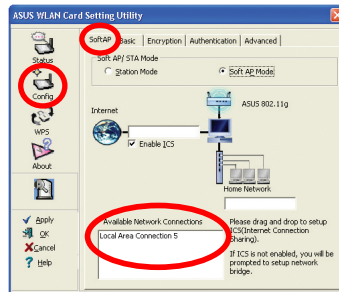 ASUS WLAN Card Setting Utility
Status
Config
WPS
About
Apply
OK
Cancel
Help
SoftAP Basic Encryption Authentication Advanced
Soft AP/ STA Mode
Station Mode
Soft AP Mode
Internet
ASUS 802.11g
Enable ICS
Home Network
Available Network Connections
Local Area Connection 5
Please drag and drop to setup
ICS(Internet Connection
Sharing).
If ICS is not enabled, you will be
prompted to setup network
bridge.